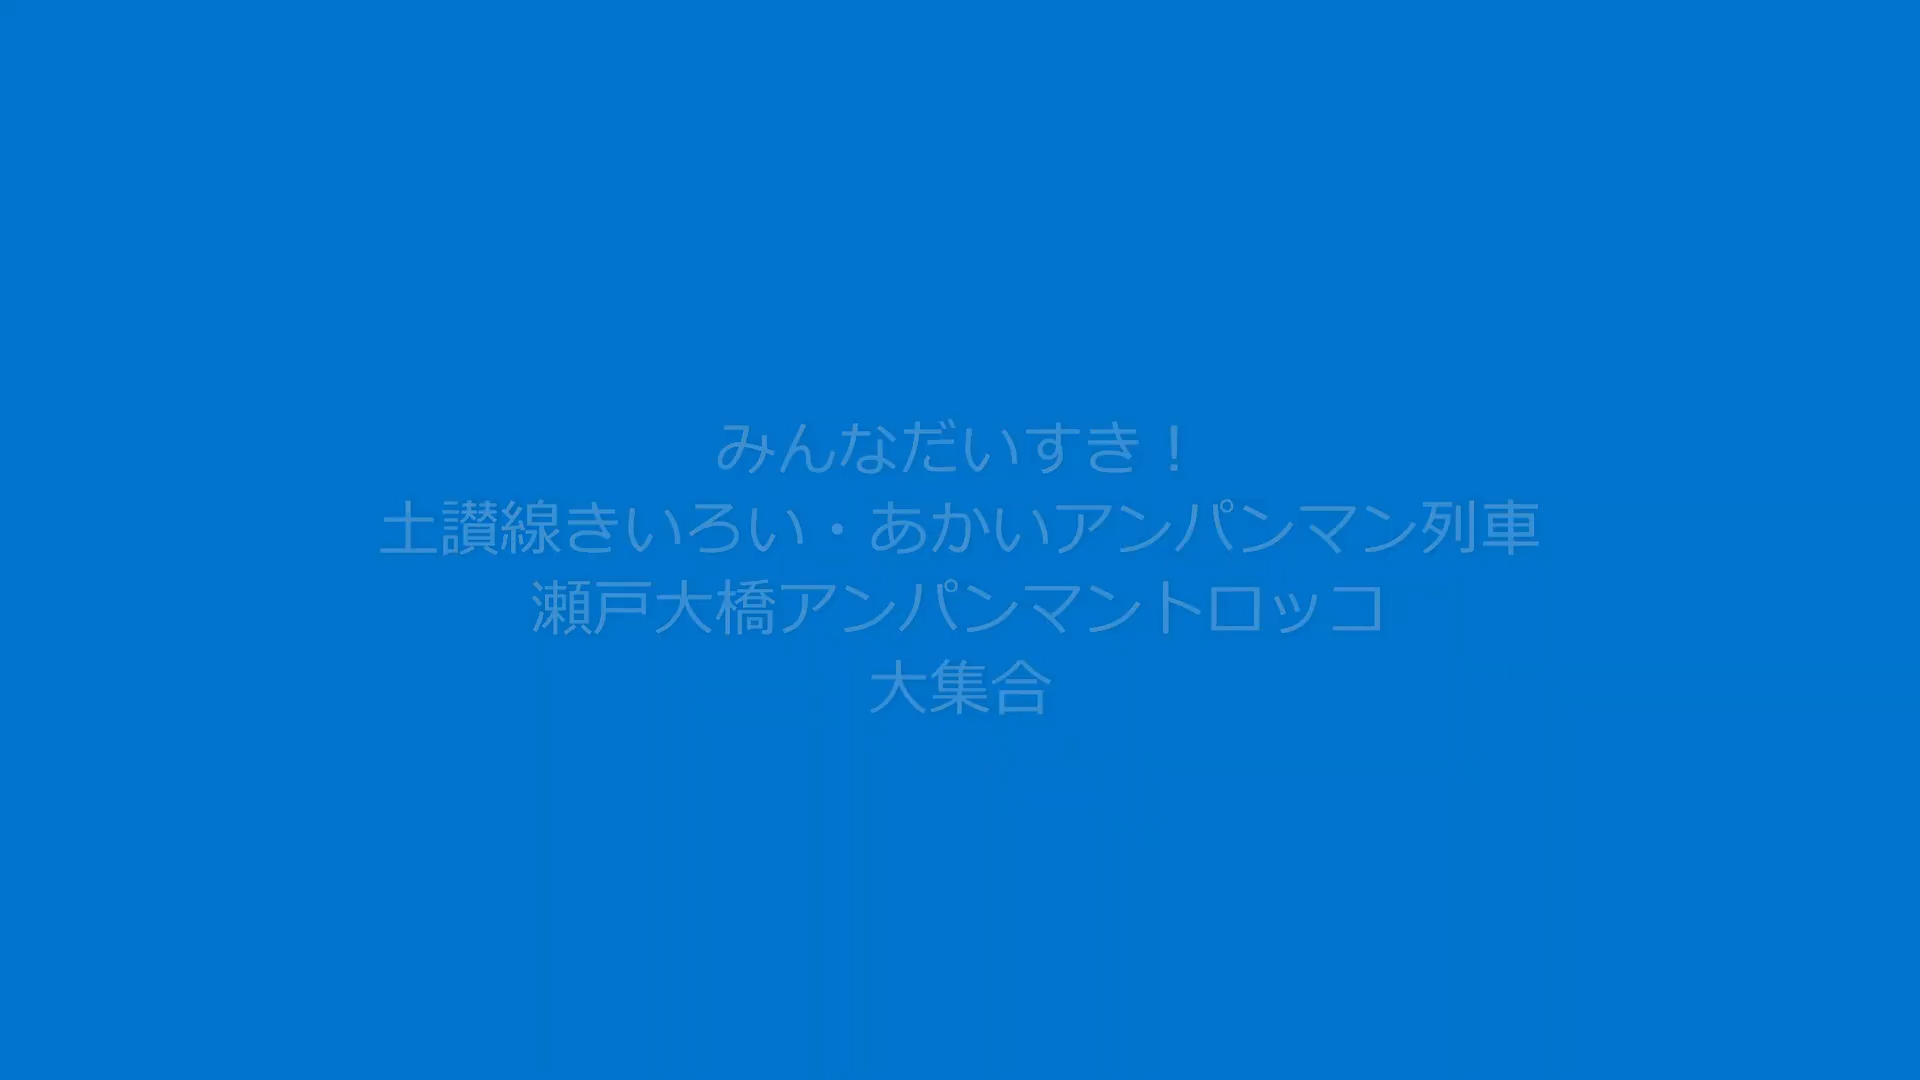 みんなだいすき！
土讃線きいろい・あかいアンパンマン列車
瀬戸大橋アンパンマントロッコ
大集合